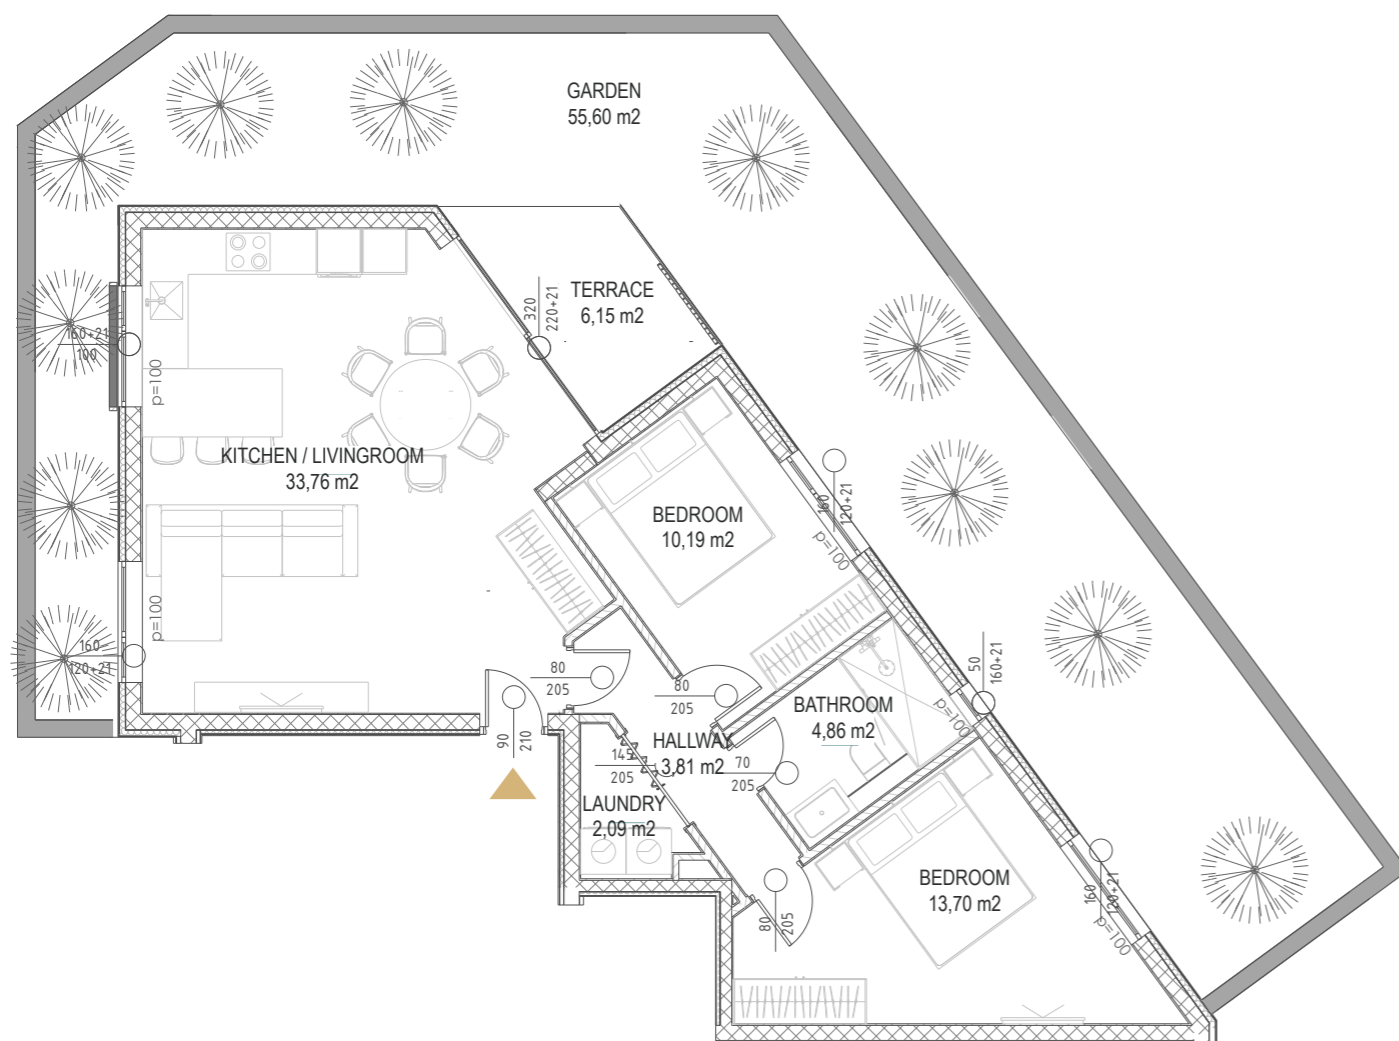 GARDEN
55,60 m2
TERRACE
6,15 m2
320
220+21
160+21
100
p=100
KITCHEN / LIVINGROOM
33,76 m2
BEDROOM
10,19 m2
160
120+21
p=100
p=100
160
120+21
80
205
80
205
50
160+21
p=100
BATHROOM
4,86 m2
HALLWAY
3,81 m2
90
210
145
205
70
205
LAUNDRY
2,09 m2
BEDROOM
13,70 m2
80
205
160
120+21
p=100